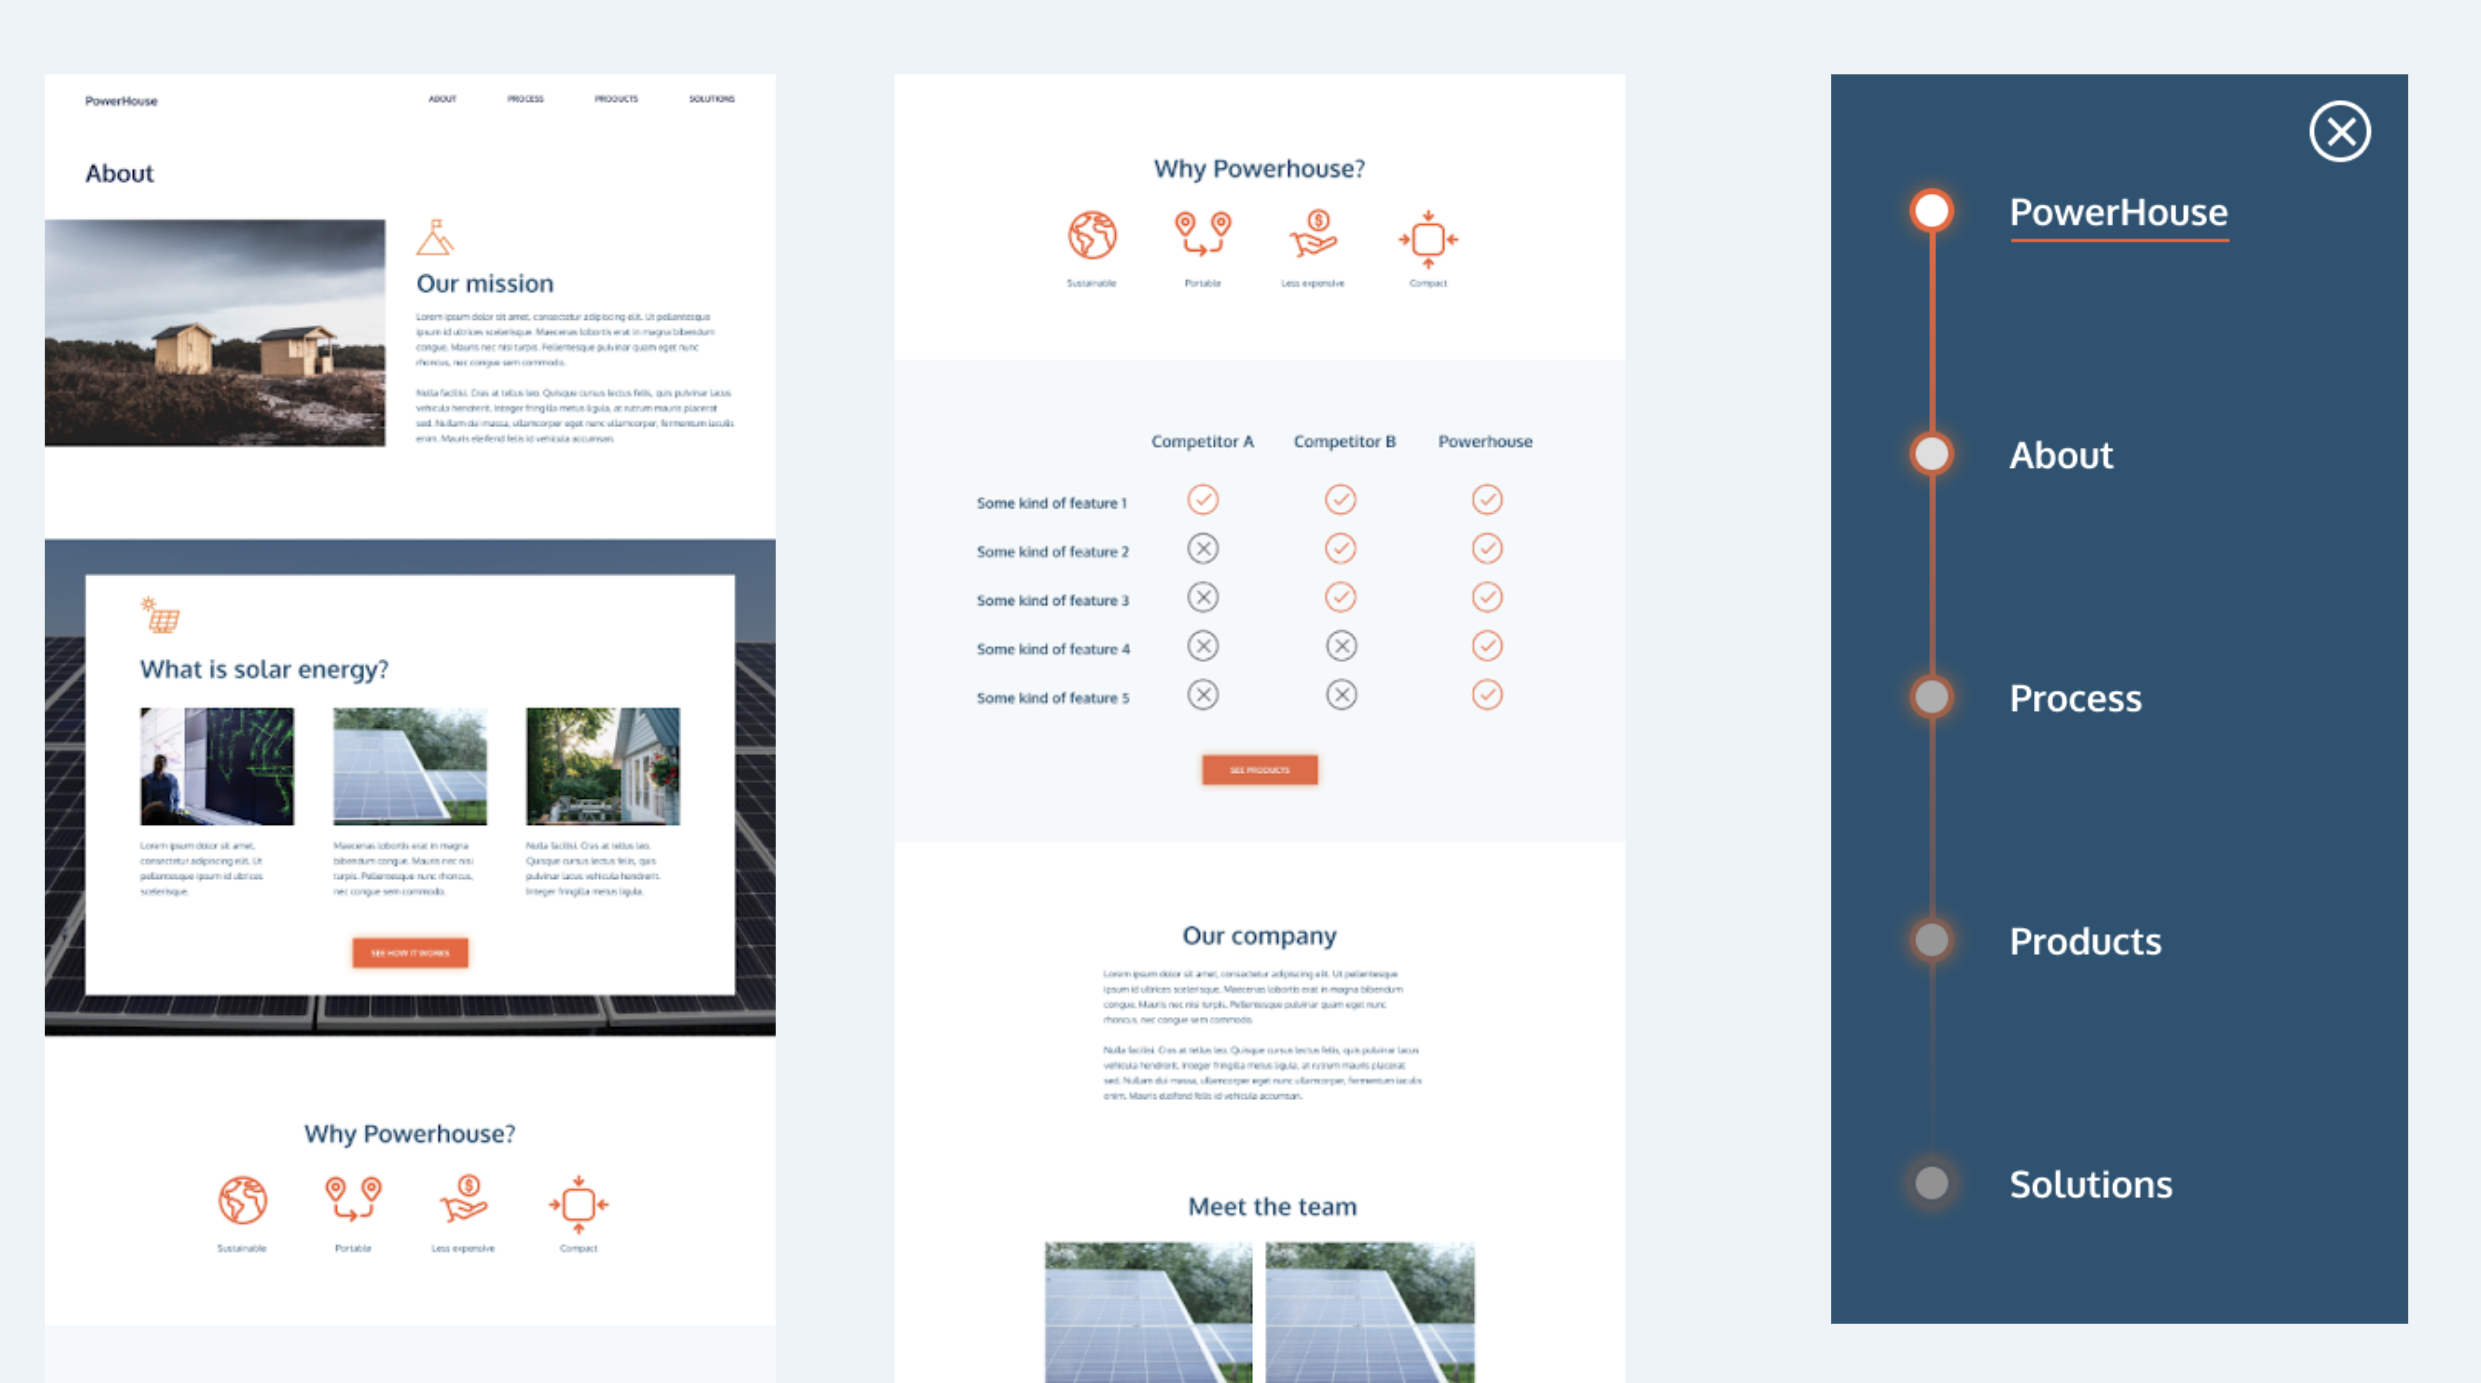 PowerHouse
ABOUT PROCESS PRODUCTS SOLUTIONS
About
Our mission
Lorem ipsum dolor sit amet, consectetur adipiscing elit. Ut pellentesque
ipsum id ultrices scelerisque. Maecenas lobortis erat in magna bibendum
congue. Mauris nec nisi turpis. Pellentesque pulvinar quam eget nunc
rhoncus, nec congue sem commodo.
Nulla facilisi. Cras at tellus leo. Quisque cursus lectus felis, quis pulvinar lacus
vehicula hendrerit. Integer fringilla metus ligula, at rutrum mauris placerat
sed. Nullam dui massa, ullamcorper eget nunc ullamcorper, fermentum iaculis
enim. Mauris eleifend felis id vehicula accumsan.
What is solar energy?
Lorem ipsum dolor sit amet,
consectetur adipiscing elit. Ut
pellentesque ipsum id ultrices
scelerisque.
Maecenas lobortis erat in magna
bibendum congue. Mauris nec nisi
turpis. Pellentesque nunc rhoncus,
nec congue sem commodo.
Nulla facilisi. Cras at tellus leo.
Quisque cursus lectus felis, quis
pulvinar lacus vehicula hendrerit.
Integer fringilla metus ligula.
SEE HOW IT WORKS
Why Powerhouse?
Sustainable
Portable
Less expensive
Compact
Why Powerhouse?
Sustainable
Portable
Less expensive
Compact
Competitor A Competitor B Powerhouse
Some kind of feature 1
Some kind of feature 2
Some kind of feature 3
Some kind of feature 4
Some kind of feature 5
SEE PRODUCTS
Our company
Lorem ipsum dolor sit amet, consectetur adipiscing elit. Ut pellentesque
ipsum id ultrices scelerisque. Maecenas lobortis erat in magna bibendum
congue. Mauris nec nisi turpis. Pellentesque pulvinar quam eget nunc
rhoncus, nec congue sem commodo.
Nulla facilisi. Cras at tellus leo. Quisque cursus lectus felis, quis pulvinar lacus
vehicula hendrerit. Integer fringilla metus ligula, at rutrum mauris placerat
sed. Nullam dui massa, ullamcorper eget nunc ullamcorper, fermentum iaculis
enim. Mauris eleifend felis id vehicula accumsan.
Meet the team
PowerHouse
About
Process
Products
Solutions